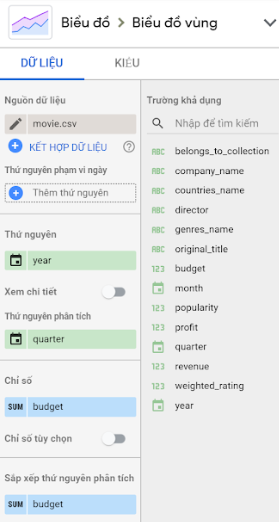 Biểu đồ > Biểu đồ vùng
DỮ LIỆU
KIỂU
Nguồn dữ liệu
movie.csv
KẾT HỢP DỮ LIỆU
Thứ nguyên phạm vi ngày
Thêm thứ nguyên
Thứ nguyên
year
Xem chi tiết
Thứ nguyên phân tích
quarter
Chỉ số
SUM budget
Chỉ số tùy chọn
Sắp xếp thứ nguyên phân tích
SUM budget
Trường khả dụng
Nhập để tìm kiếm
ABC belongs_to_collection
ABC company_name
ABC countries_name
ABC director
ABC genres_name
ABC original_title
123 budget
month
123 popularity
123 profit
quarter
123 revenue
123 weighted_rating
year